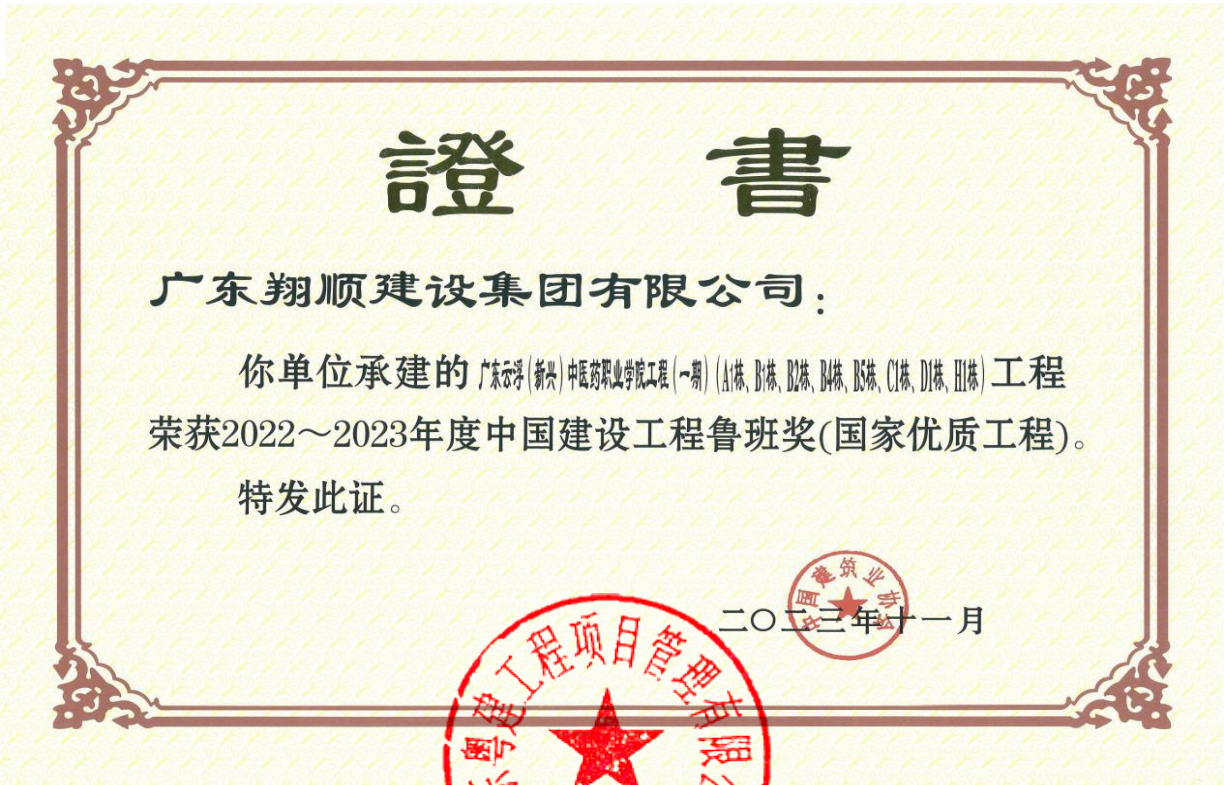 證書
广东翔顺建设集团有限公司：
你单位承建的广东云浮(新兴)中医药职业学院工程(一期)(A1栋、B1栋、B2栋、B4栋、B5栋、C1栋、D1栋、H1栋)工程
荣获2022～2023年度中国建设工程鲁班奖(国家优质工程)。
特发此证。
中国建筑业协会
二〇二三年十一月
东粤建工程项目管理有限公